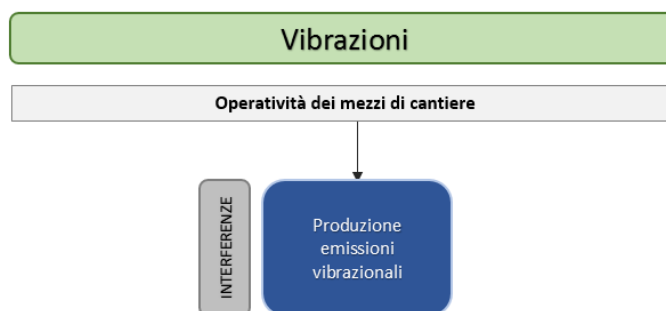 Vibrazioni
Operatività dei mezzi di cantiere
INTERFERENZE
Produzione
emissioni
vibrazionali